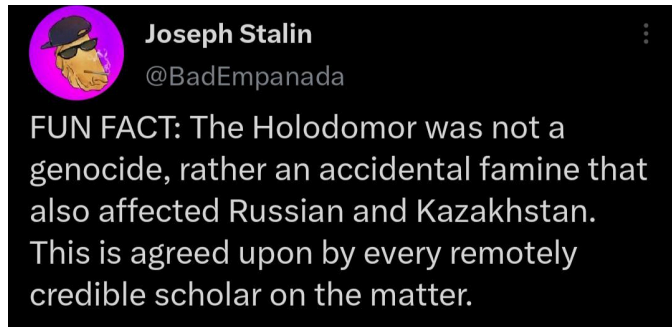 Joseph Stalin
@BadEmpanada
FUN FACT: The Holodomor was not a
genocide, rather an accidental famine that
also affected Russian and Kazakhstan.
This is agreed upon by every remotely
credible scholar on the matter.